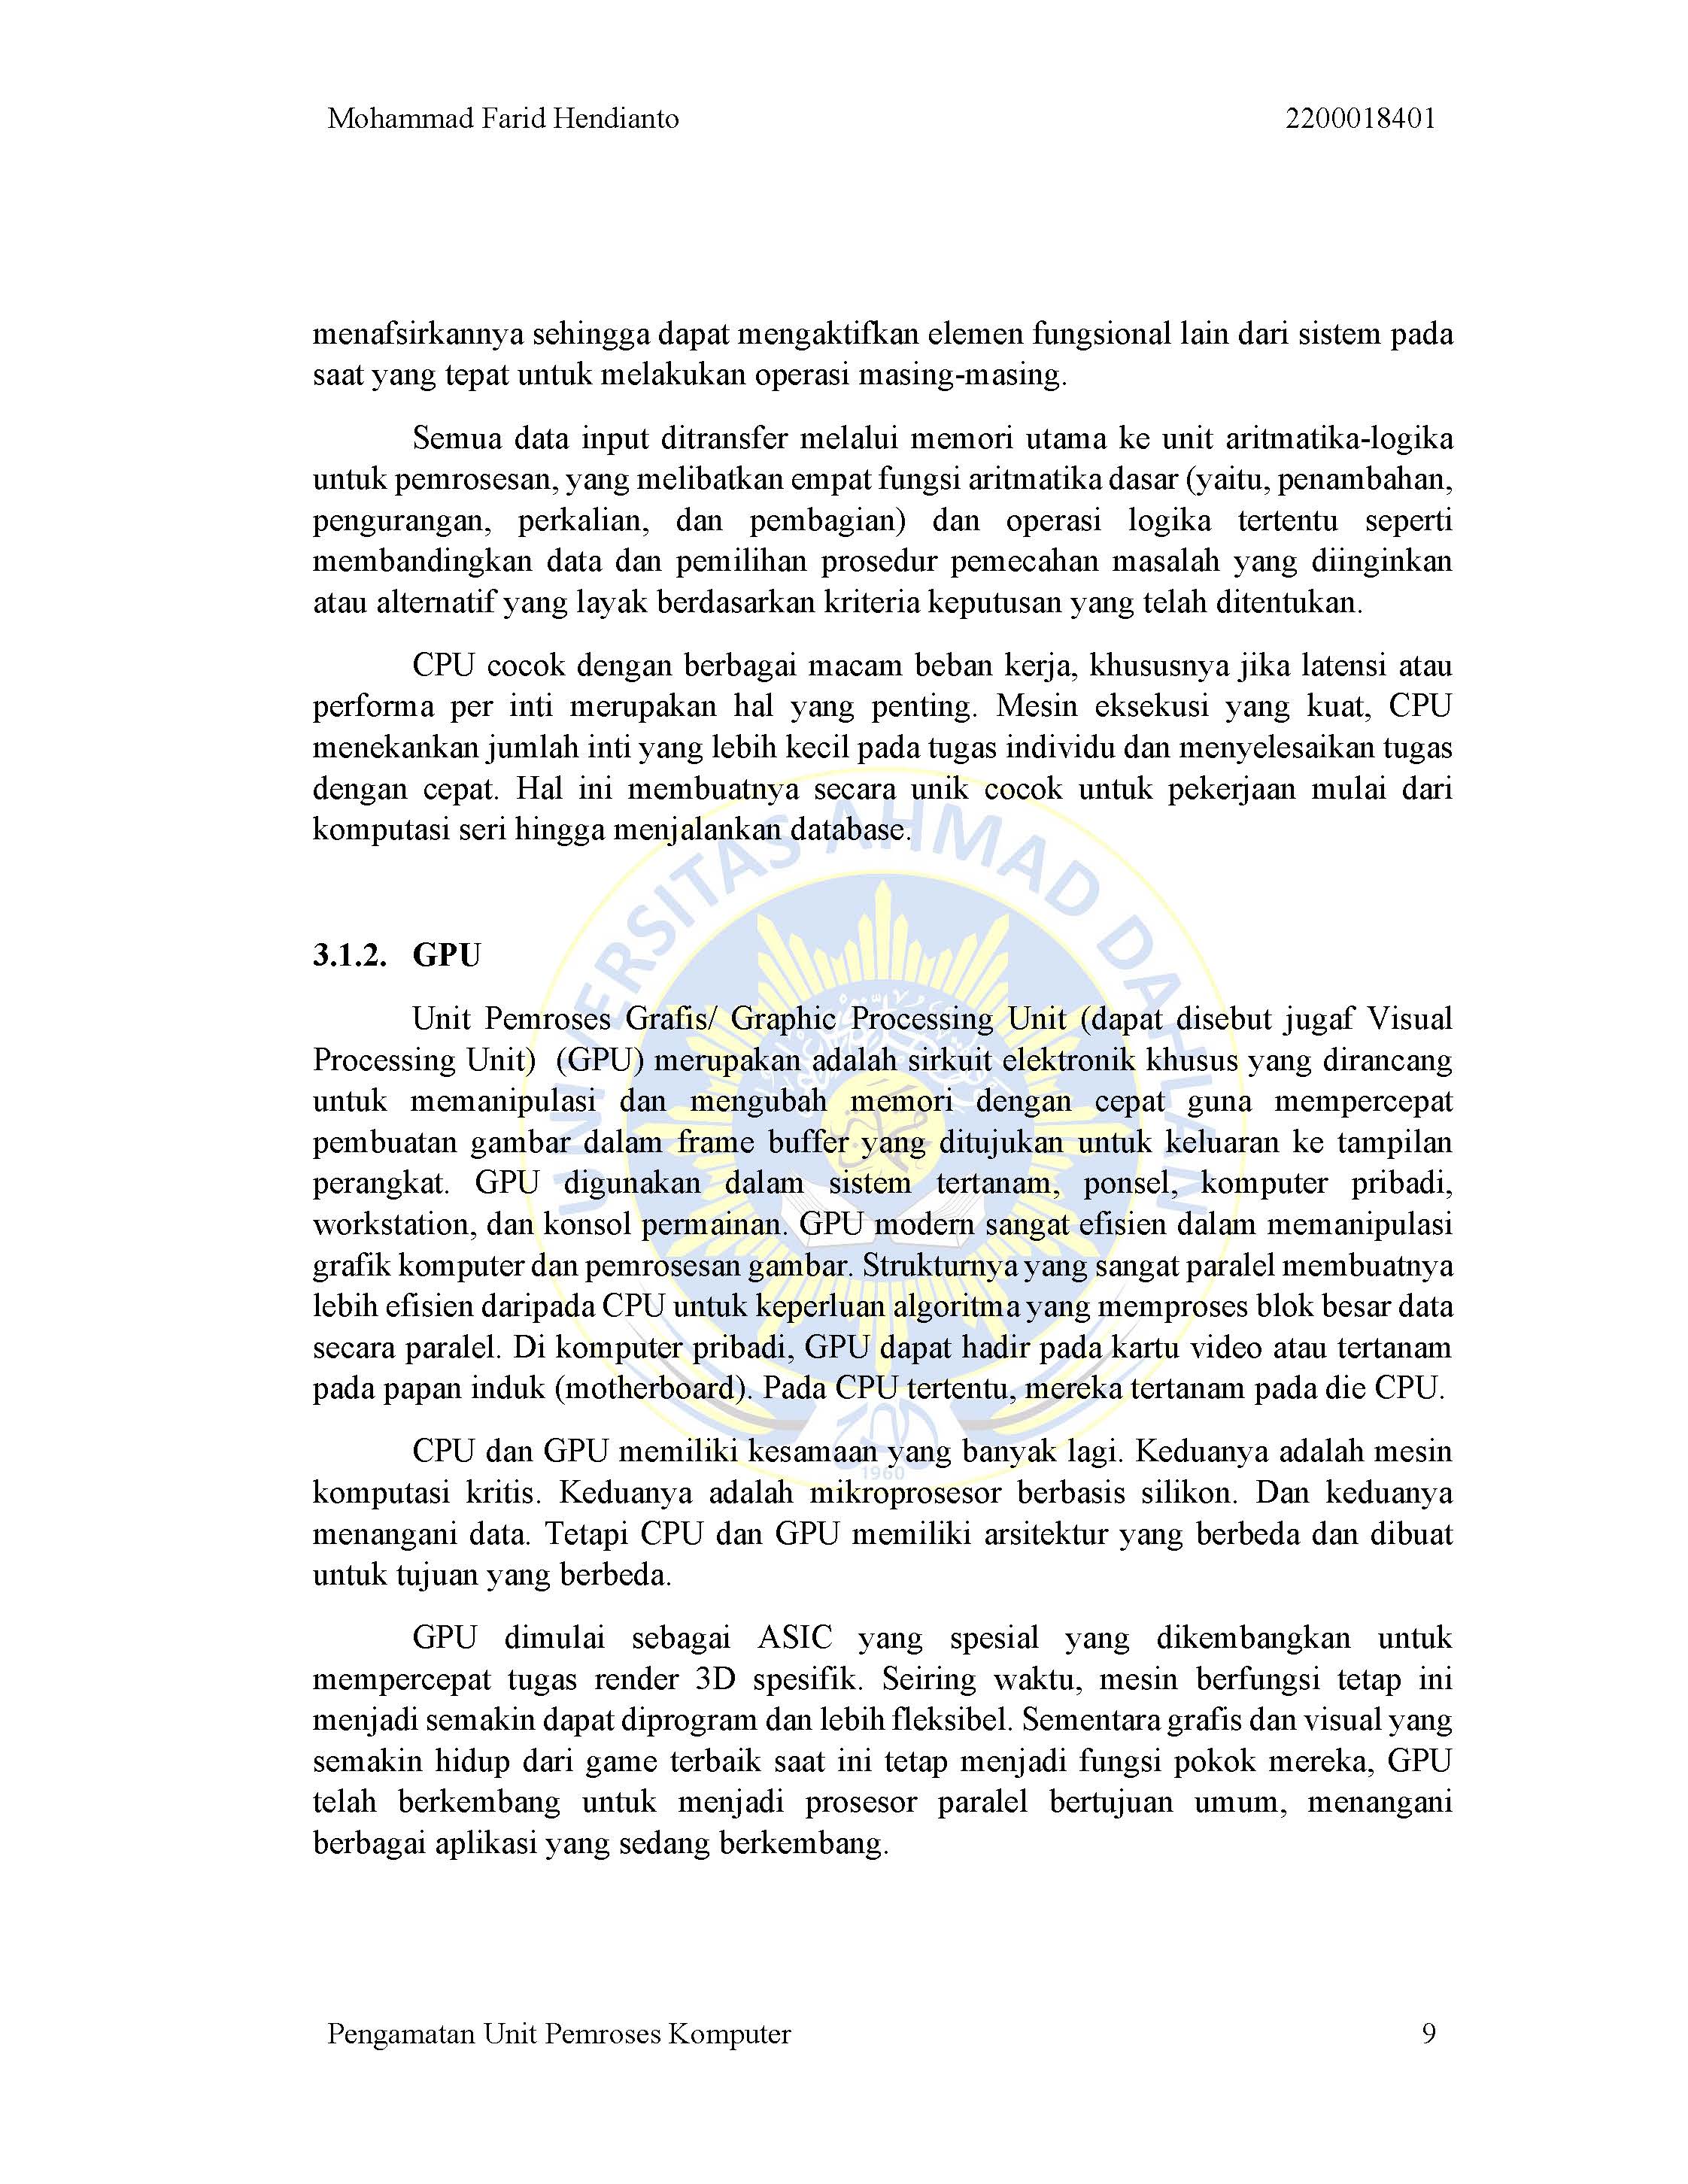 Mohammad Farid Hendianto 2200018401
menafsirkannya sehingga dapat mengaktifkan elemen fungsional lain dari sistem pada
saat yang tepat untuk melakukan operasi masing-masing.
Semua data input ditransfer melalui memori utama ke unit aritmatika-logika
untuk pemrosesan, yang melibatkan empat fungsi aritmatika dasar (yaitu, penambahan,
pengurangan, perkalian, dan pembagian) dan operasi logika tertentu seperti
membandingkan data dan pemilihan prosedur pemecahan masalah yang diinginkan
atau alternatif yang layak berdasarkan kriteria keputusan yang telah ditentukan.
CPU cocok dengan berbagai macam beban kerja, khususnya jika latensi atau
performa per inti merupakan hal yang penting. Mesin eksekusi yang kuat, CPU
menekankan jumlah inti yang lebih kecil pada tugas individu dan menyelesaikan tugas
dengan cepat. Hal ini membuatnya secara unik cocok untuk pekerjaan mulai dari
komputasi seri hingga menjalankan database.
UNIVERSITAS AHMAD DAHLAN
3.1.2. GPU
Unit Pemroses Grafis/ Graphic Processing Unit (dapat disebut jugaf Visual
Processing Unit) (GPU) merupakan adalah sirkuit elektronik khusus yang dirancang
untuk memanipulasi dan mengubah memori dengan cepat guna mempercepat
pembuatan gambar dalam frame buffer yang ditujukan untuk keluaran ke tampilan
perangkat. GPU digunakan dalam sistem tertanam, ponsel, komputer pribadi,
workstation, dan konsol permainan. GPU modern sangat efisien dalam memanipulasi
grafik komputer dan pemrosesan gambar. Strukturnya yang sangat paralel membuatnya
lebih efisien daripada CPU untuk keperluan algoritma yang memproses blok besar data
secara paralel. Di komputer pribadi, GPU dapat hadir pada kartu video atau tertanam
pada papan induk (motherboard). Pada CPU tertentu, mereka tertanam pada die CPU.
CPU dan GPU memiliki kesamaan yang banyak lagi. Keduanya adalah mesin
1960
komputasi kritis. Keduanya adalah mikroprosesor berbasis silikon. Dan keduanya
menangani data. Tetapi CPU dan GPU memiliki arsitektur yang berbeda dan dibuat
untuk tujuan yang berbeda.
GPU dimulai sebagai ASIC yang spesial yang dikembangkan untuk
mempercepat tugas render 3D spesifik. Seiring waktu, mesin berfungsi tetap ini
menjadi semakin dapat diprogram dan lebih fleksibel. Sementara grafis dan visual yang
semakin hidup dari game terbaik saat ini tetap menjadi fungsi pokok mereka, GPU
telah berkembang untuk menjadi prosesor paralel bertujuan umum, menangani
berbagai aplikasi yang sedang berkembang.
Pengamatan Unit Pemroses Komputer 9